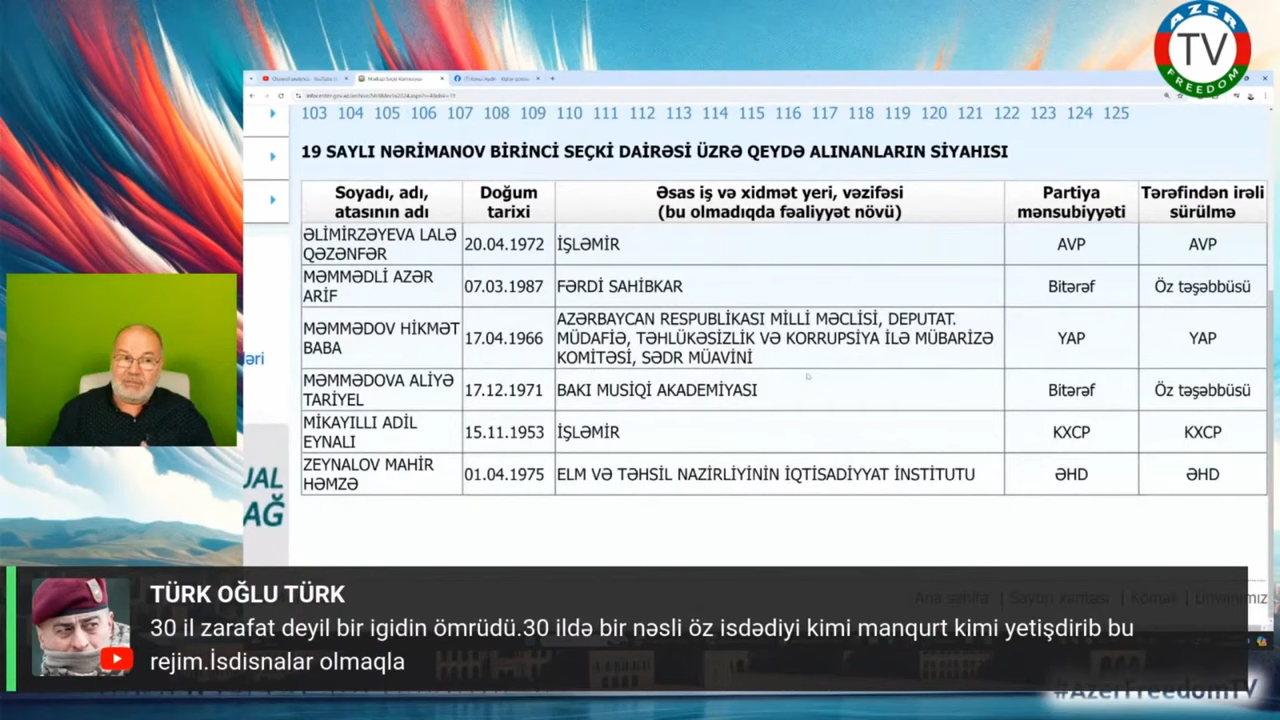 AZER
TV
FREEDOM
103 104 105 106 107 108 109 110 111 112 113 114 115 116 117 118 119 120 121 122 123 124 125
19 SAYLI NƏRİMANOV BİRİNCİ SEÇKİ DAİRƏSİ ÜZRƏ QEYDƏ ALINANLARIN SİYAHISI
Soyadı, adı, atasının adı Doğum tarixi Əsas iş və xidmət yeri, vəzifəsi (bu olmadıqda fəaliyyət növü) Partiya mənsubiyyəti Tərəfindən irəli sürülmə
ƏLİMİRZƏYEVA LALƏ QƏZƏNFƏR 20.04.1972 İŞLƏMİR AVP AVP
MƏMMƏDLİ AZƏR ARİF 07.03.1987 FƏRDİ SAHİBKAR Bitərəf Öz təşəbbüsü
MƏMMƏDOV HİKMƏT BABA 17.04.1966 AZƏRBAYCAN RESPUBLİKASI MİLLİ MƏCLİSİ, DEPUTAT. MÜDAFİƏ, TƏHLÜKƏSİZLİK VƏ KORRUPSİYA İLƏ MÜBARİZƏ KOMİTƏSİ, SƏDR MÜAVİNİ YAP YAP
MƏMMƏDOVA ALİYƏ TARİYEL 17.12.1971 BAKI MUSİQİ AKADEMİYASI Bitərəf Öz təşəbbüsü
MİKAYILLI ADİL EYNALI 15.11.1953 İŞLƏMİR KXCP KXCP
ZEYNALOV MAHİR HƏMZƏ 01.04.1975 ELM VƏ TƏHSİL NAZİRLİYİNİN İQTİSADİYYAT İNSTİTUTU ƏHD ƏHD
əri
UAL
AĞ
Ana səhifə | Saytın xəritəsi | Kömək | Ünvanımız
TÜRK OĞLU TÜRK
30 il zarafat deyil bir igidin ömrüdü.30 ildə bir nəsli öz isdədiyi kimi manqurt kimi yetişdirib bu
rejim.İsdisnalar olmaqla
#AzerFreedomTV